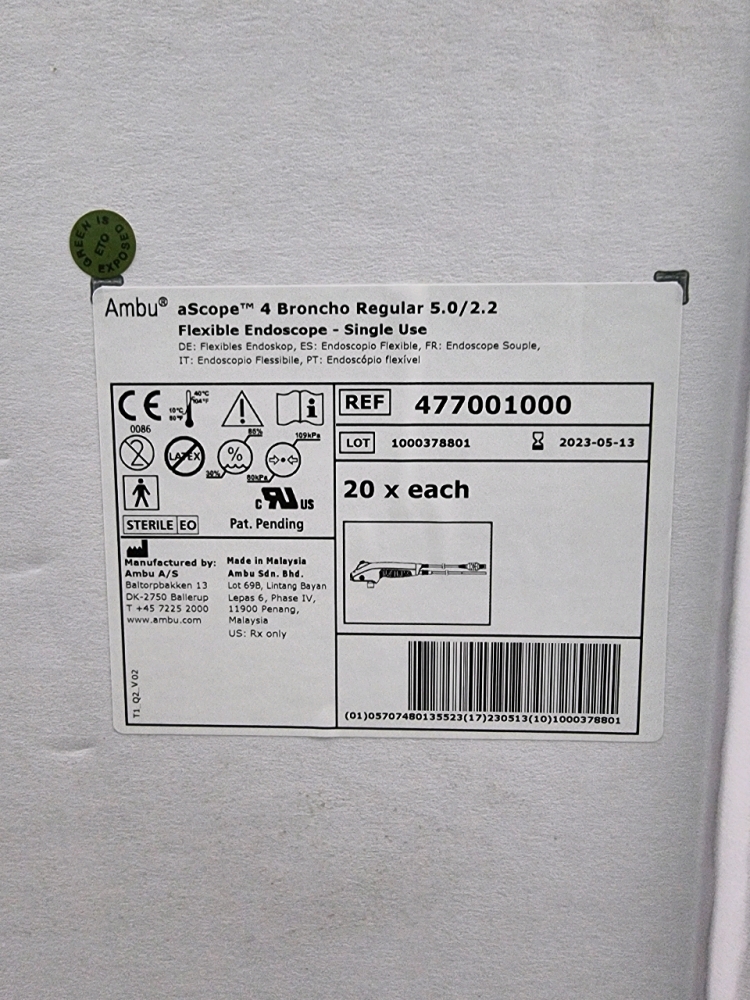 GREEN IS
ETO
EXPOSED
Ambu® aScope™ 4 Broncho Regular 5.0/2.2
Flexible Endoscope - Single Use
DE: Flexibles Endoskop, ES: Endoscopio Flexible, FR: Endoscope Souple,
IT: Endoscopio Flessibile, PT: Endoscópio flexível
CE
0086
10°C
50°F
40°C
104°F
i
2
LATEX
%
30%
85%
80kPa
109kPa
C RU US
STERILE EO
Pat. Pending
REF 477001000
LOT 1000378801 2023-05-13
20 x each
Manufactured by:
Ambu A/S
Baltorpbakken 13
DK-2750 Ballerup
T +45 7225 2000
www.ambu.com
Made in Malaysia
Ambu Sdn. Bhd.
Lot 69B, Lintang Bayan
Lepas 6, Phase IV,
11900 Penang,
Malaysia
US: Rx only
T1_Q2_V02
(01)05707480135523(17)230513(10)1000378801